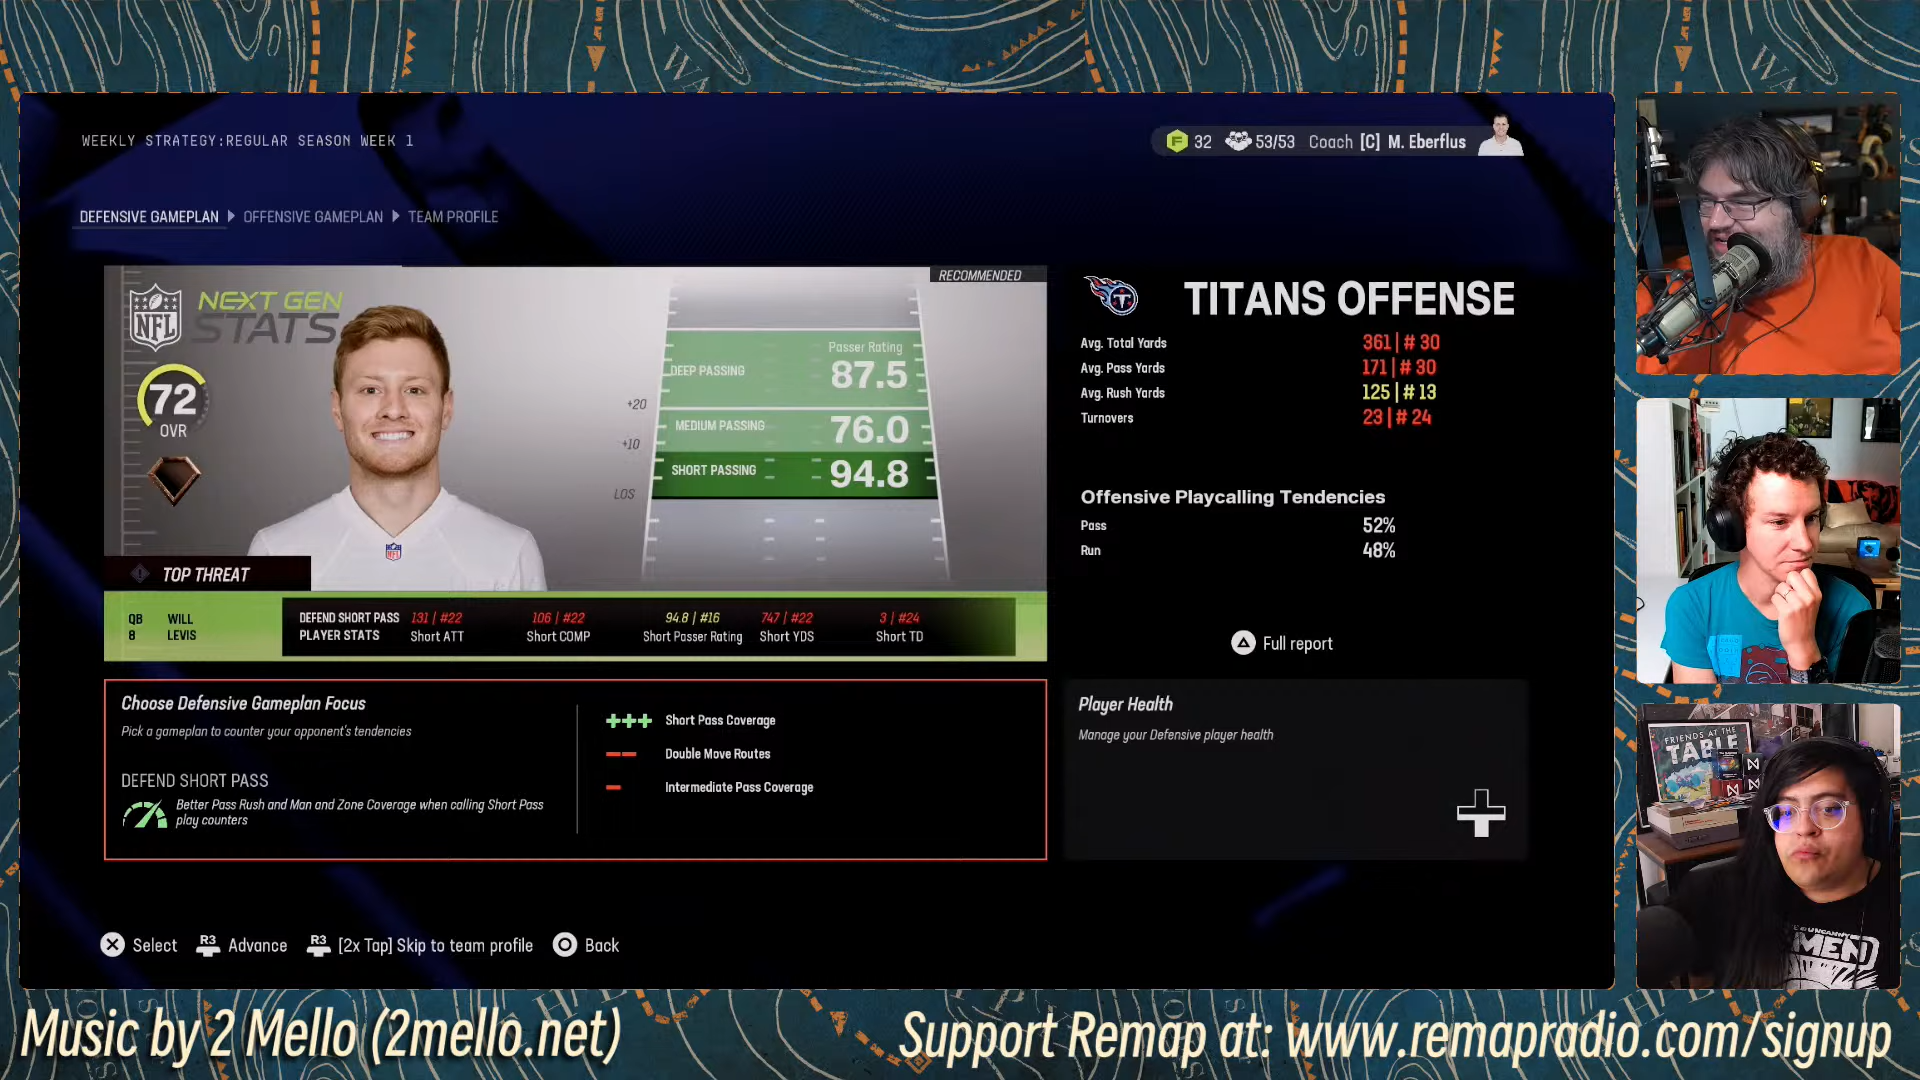 WEEKLY STRATEGY:REGULAR SEASON WEEK 1
F 32 53/53 Coach [C] M. Eberflus
DEFENSIVE GAMEPLAN OFFENSIVE GAMEPLAN TEAM PROFILE
RECOMMENDED
NFL
NEXT GEN
STATS
72
OVR
Passer Rating
DEEP PASSING 87.5
+20
MEDIUM PASSING 76.0
+10
SHORT PASSING 94.8
LOS
NFL
TOP THREAT
QB WILL
8 LEVIS
DEFEND SHORT PASS 131 / #22 106 / #22 94.8 | #16 747 / #22 3 | #24
PLAYER STATS Short ATT Short COMP Short Passer Rating Short YDS Short TD
T TITANS OFFENSE
Avg. Total Yards 361 | # 30
Avg. Pass Yards 171 | # 30
Avg. Rush Yards 125 | # 13
Turnovers 23 | # 24
Offensive Playcalling Tendencies
Pass 52%
Run 48%
Full report
Choose Defensive Gameplan Focus
Pick a gameplan to counter your opponent's tendencies
DEFEND SHORT PASS
Better Pass Rush and Man and Zone Coverage when calling Short Pass
play counters
+++ Short Pass Coverage
-- Double Move Routes
- Intermediate Pass Coverage
Player Health
Manage your Defensive player health
Select R3 Advance R3 [2x Tap] Skip to team profile Back
FRIENDS AT THE
TABLE
Music by 2 Mello (2mello.net)
Support Remap at: www.remapradio.com/signup